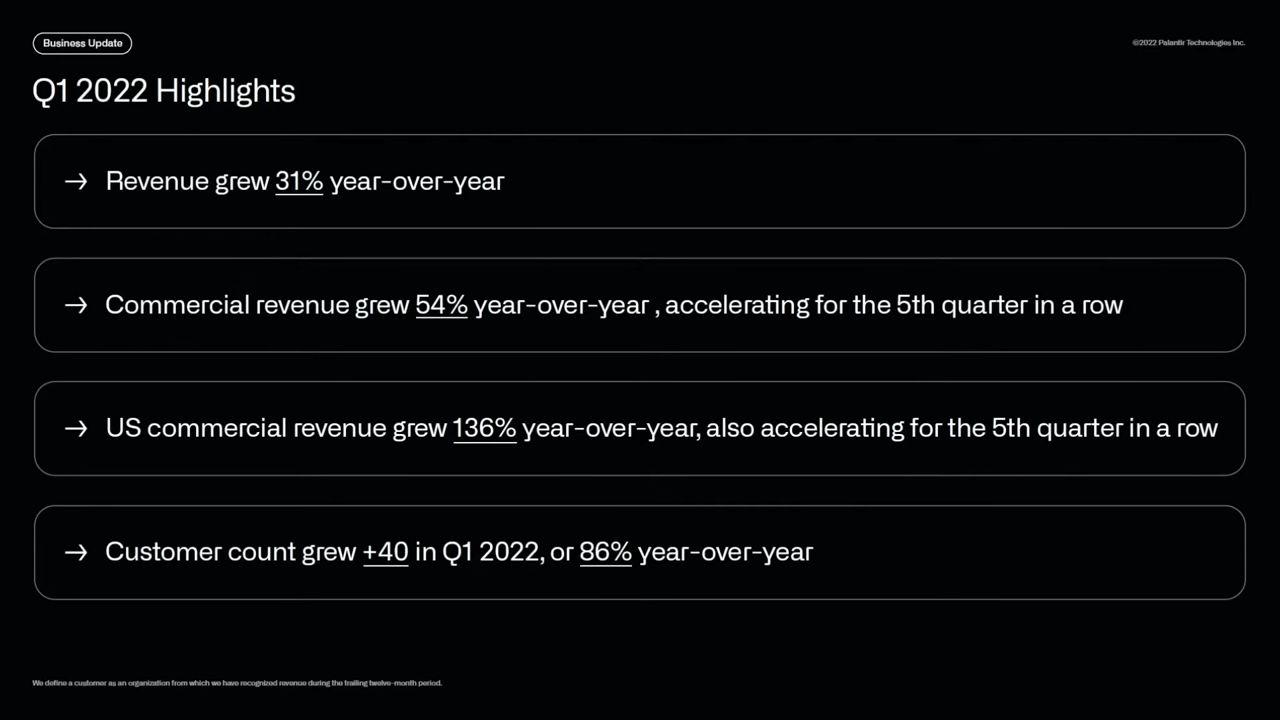 Business Update
©2022 Palantir Technologies Inc.
Q1 2022 Highlights
→ Revenue grew 31% year-over-year
→ Commercial revenue grew 54% year-over-year , accelerating for the 5th quarter in a row
→ US commercial revenue grew 136% year-over-year, also accelerating for the 5th quarter in a row
→ Customer count grew +40 in Q1 2022, or 86% year-over-year
We define a customer as an organization from which we have recognized revenue during the trailing twelve-month period.